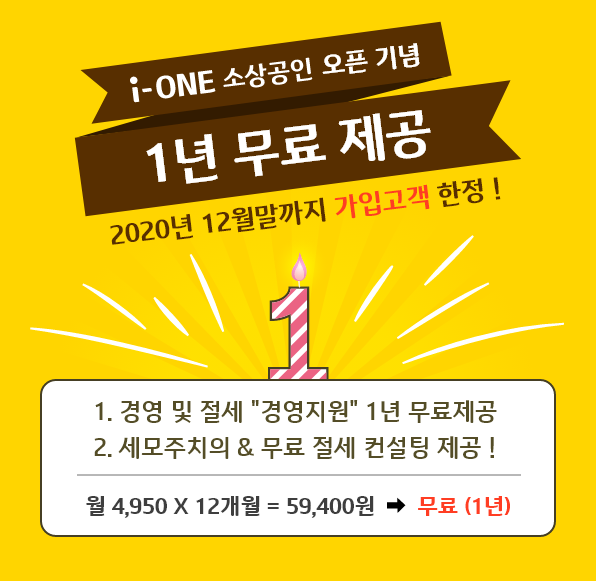 i-ONE 소상공인 오픈 기념
1년 무료 제공
2020년 12월말까지 가입고객 한정 !
1
1. 경영 및 절세 "경영지원" 1년 무료제공
2. 세모주치의 & 무료 절세 컨설팅 제공 !
월 4,950 X 12개월 = 59,400원 ➡ 무료 (1년)